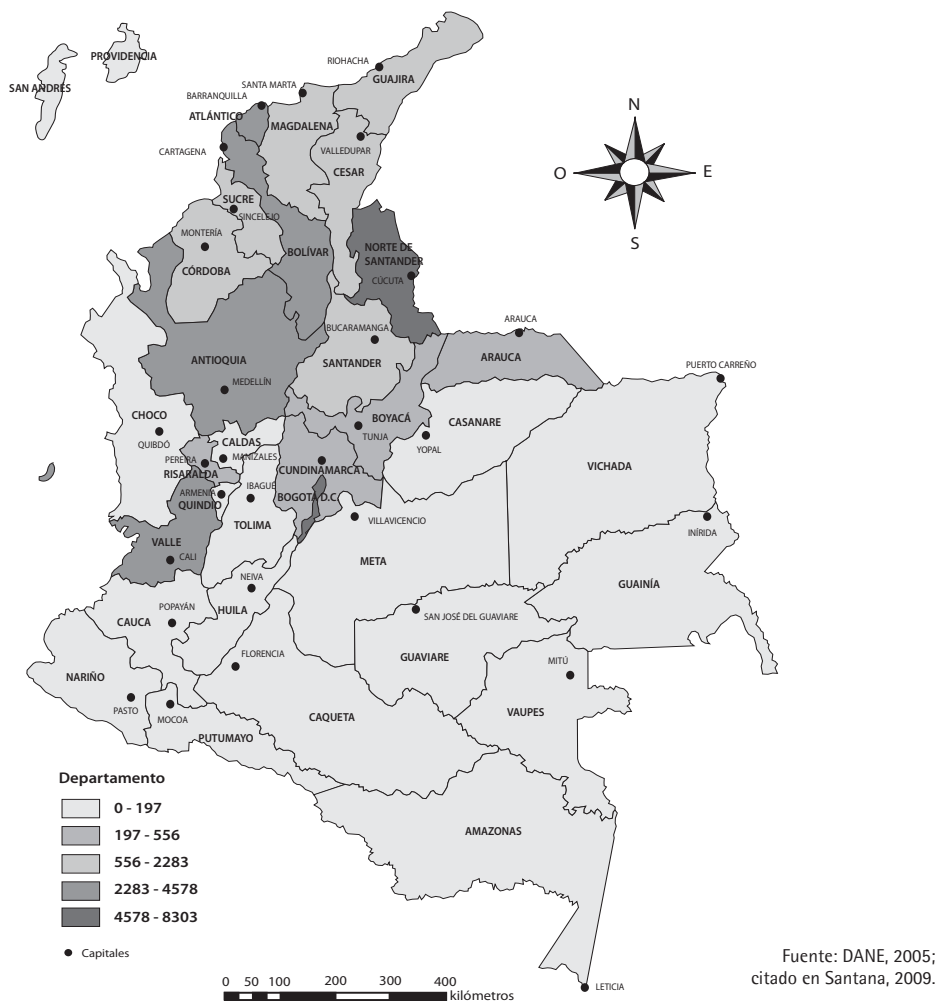 PROVIDENCIA
SAN ANDRES
RIOHACHA
GUAJIRA
SANTA MARTA
BARRANQUILLA
ATLÁNTICO
MAGDALENA
CARTAGENA
VALLEDUPAR
CESAR
SUCRE
SINCELEJO
MONTERÍA
CÓRDOBA
BOLÍVAR
NORTE DE
SANTANDER
CÚCUTA
N
O
E
S
BUCARAMANGA
SANTANDER
ARAUCA
ARAUCA
PUERTO CARREÑO
ANTIOQUIA
MEDELLÍN
CHOCO
QUIBDÓ
BOYACÁ
TUNJA
CASANARE
YOPAL
VICHADA
CALDAS
MANIZALES
PEREIRA
RISARALDA
CUNDINAMARCA
ARMENIA
QUINDIO
IBAGUÉ
BOGOTÁ D.C.
TOLIMA
VILLAVICENCIO
INÍRIDA
VALLE
CALI
META
GUAINÍA
NEIVA
HUILA
POPAYÁN
CAUCA
SAN JOSÉ DEL GUAVIARE
GUAVIARE
FLORENCIA
MITÚ
NARIÑO
PASTO
MOCOA
CAQUETA
VAUPES
PUTUMAYO
AMAZONAS
LETICIA
Departamento
0 - 197
197 - 556
556 - 2283
2283 - 4578
4578 - 8303
Capitales
0 50 100 200 300 400
kilómetros
Fuente: DANE, 2005;
citado en Santana, 2009.